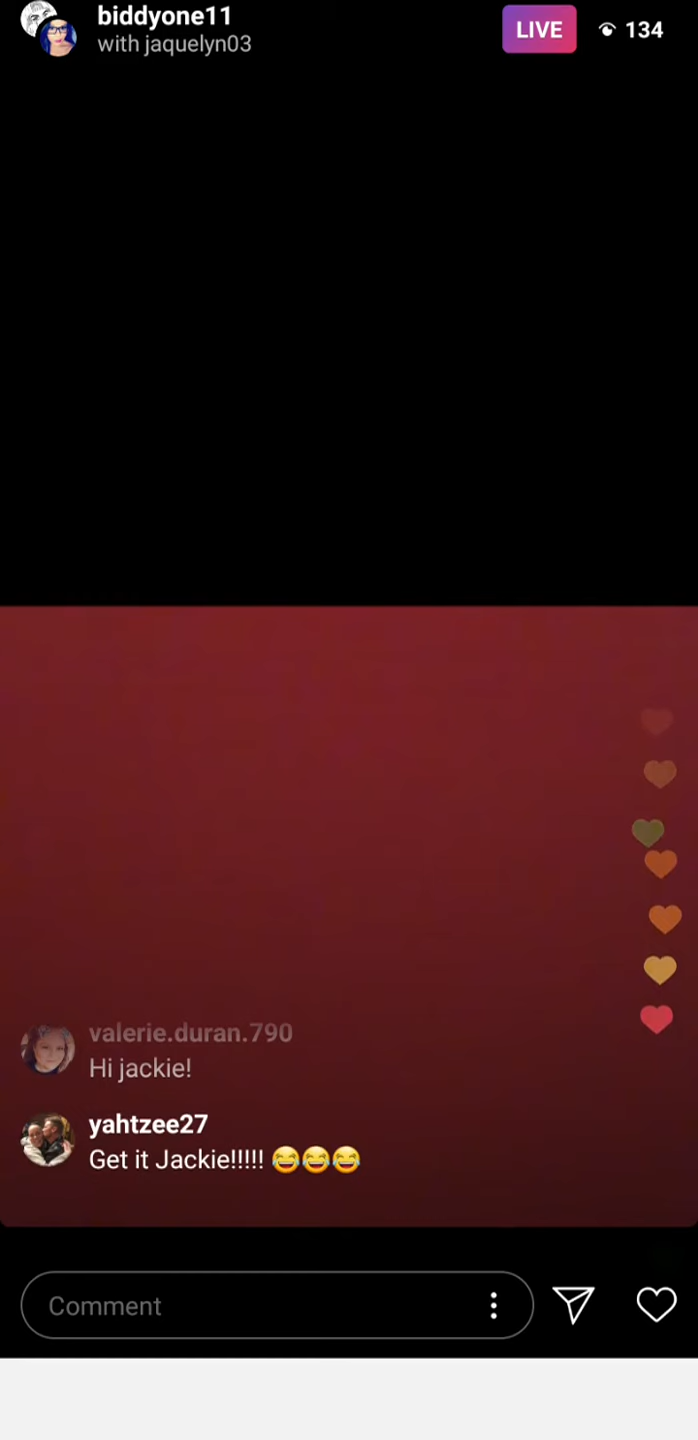 biddyone11
with jaquelyn03
LIVE
134
valerie.duran.790
Hi jackie!
yahtzee27
Get it Jackie!!!!! 😂😂😂
Comment